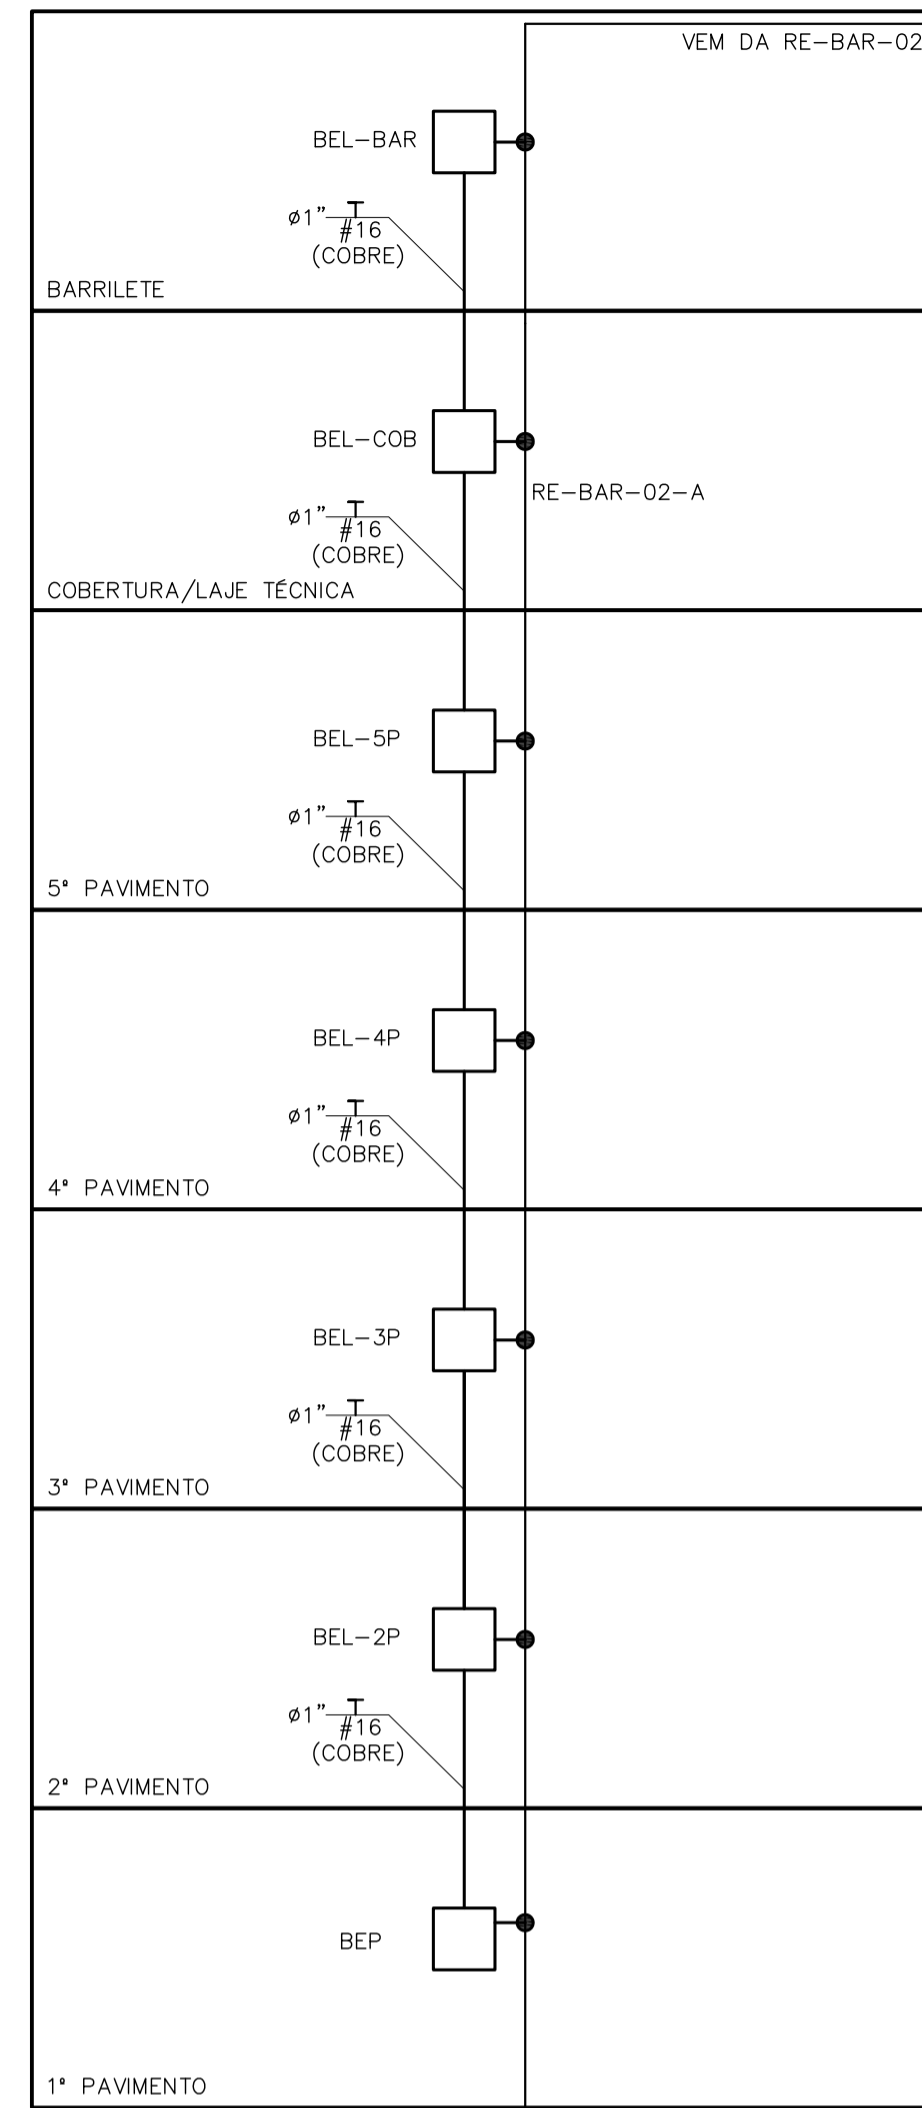 VEM DA RE-BAR-02
BEL-BAR
ø1"
#16
(COBRE)
BARRILETE
BEL-COB
RE-BAR-02-A
ø1"
#16
(COBRE)
COBERTURA/LAJE TÉCNICA
BEL-5P
ø1"
#16
(COBRE)
5° PAVIMENTO
BEL-4P
ø1"
#16
(COBRE)
4° PAVIMENTO
BEL-3P
ø1"
#16
(COBRE)
3° PAVIMENTO
BEL-2P
ø1"
#16
(COBRE)
2° PAVIMENTO
BEP
1° PAVIMENTO